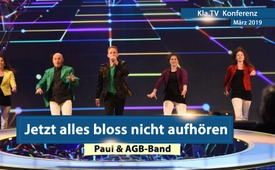 Kla.TV Konferenz
März 2019
Jetzt alles bloss nicht aufhören
Paul & AGB-Band